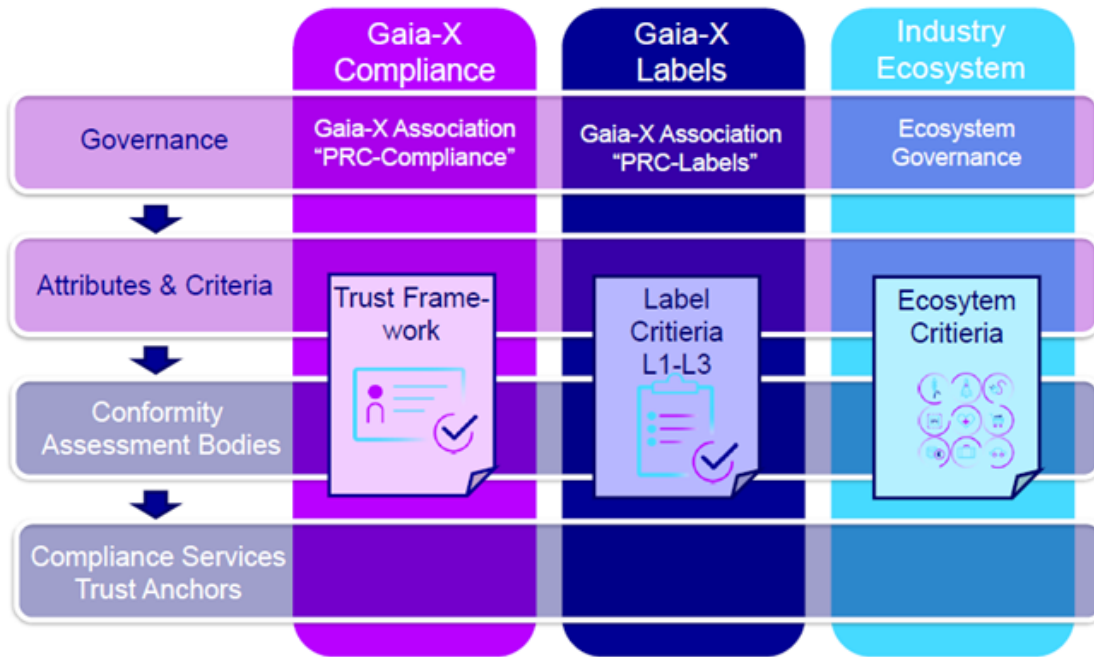 Gaia-X
Compliance
Gaia-X
Labels
Industry
Ecosystem
Governance
Gaia-X Association
“PRC-Compliance”
Gaia-X Association
“PRC-Labels”
Ecosystem
Governance
Attributes & Criteria
Trust Frame-
work
Label
Critieria
L1-L3
Ecosytem
Critieria
Conformity
Assessment Bodies
Compliance Services
Trust Anchors